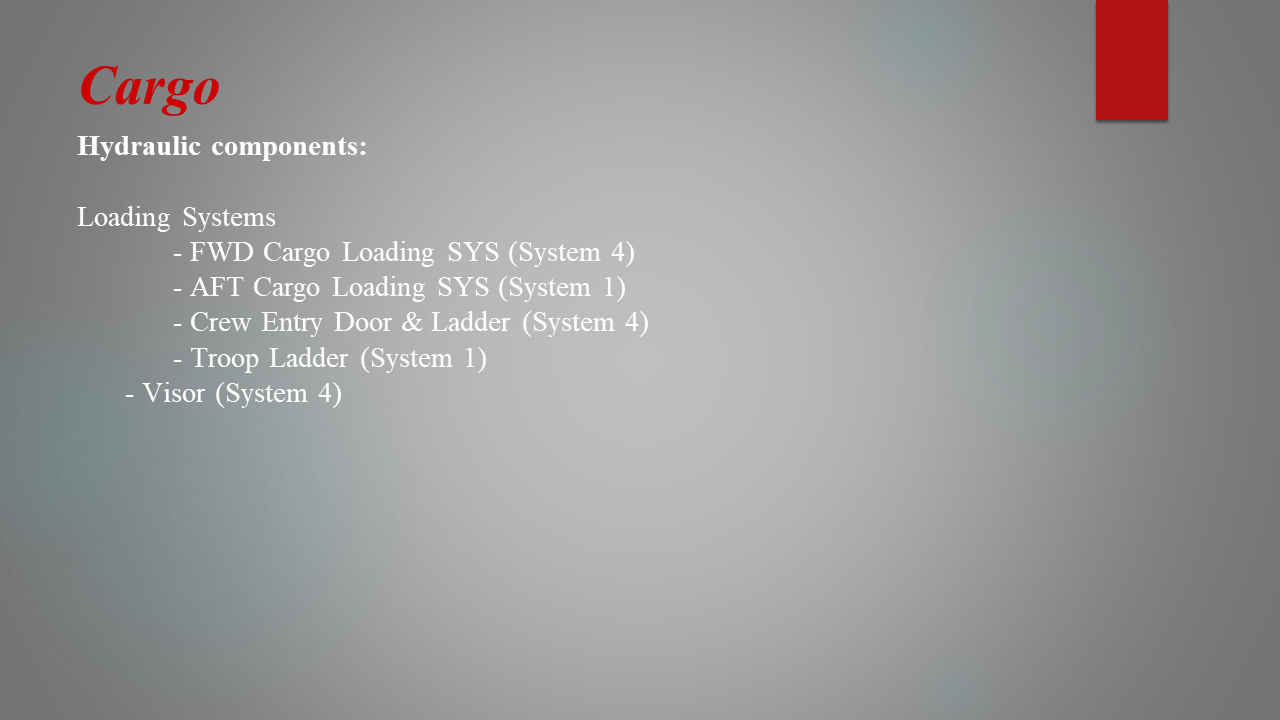 Cargo
Hydraulic components:
Loading Systems
- FWD Cargo Loading SYS (System 4)
- AFT Cargo Loading SYS (System 1)
- Crew Entry Door & Ladder (System 4)
- Troop Ladder (System 1)
- Visor (System 4)